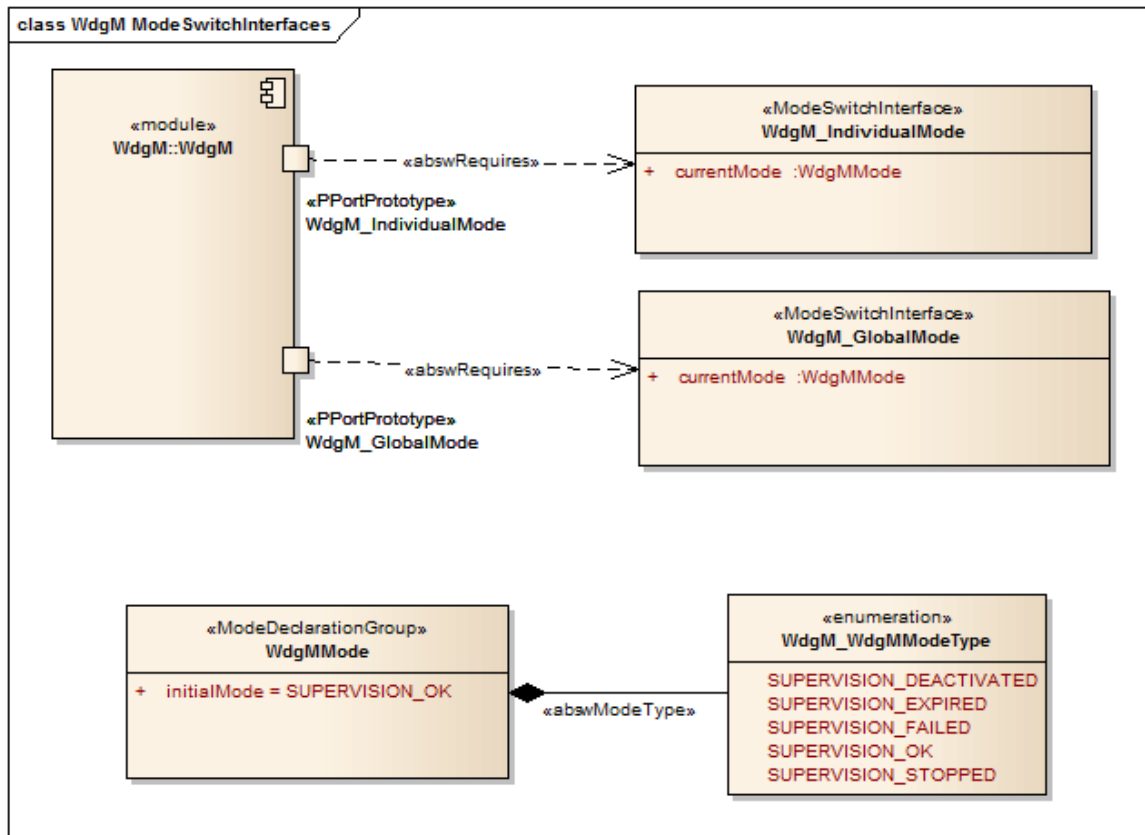 class WdgM ModeSwitchInterfaces
«module»
WdgM::WdgM
«abswRequires»
«PPortPrototype»
WdgM_IndividualMode
«ModeSwitchInterface»
WdgM_IndividualMode
+ currentMode :WdgMMode
«abswRequires»
«PPortPrototype»
WdgM_GlobalMode
«ModeSwitchInterface»
WdgM_GlobalMode
+ currentMode :WdgMMode
«ModeDeclarationGroup»
WdgMMode
+ initialMode = SUPERVISION_OK
«abswModeType»
«enumeration»
WdgM_WdgMModeType
SUPERVISION_DEACTIVATED
SUPERVISION_EXPIRED
SUPERVISION_FAILED
SUPERVISION_OK
SUPERVISION_STOPPED